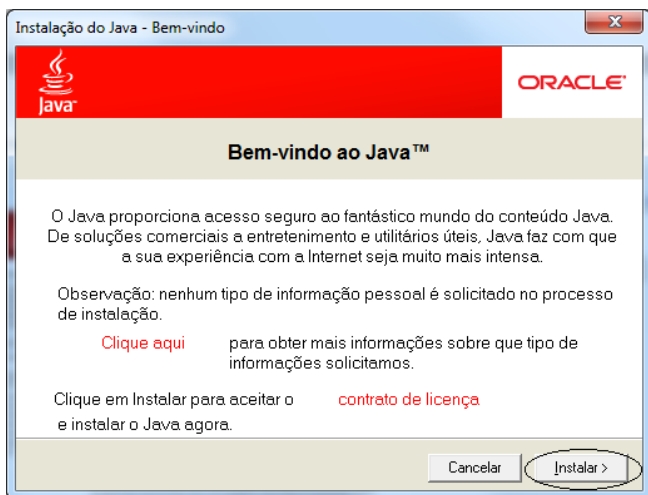 Instalação do Java - Bem-vindo
Java™
ORACLE®
Bem-vindo ao Java™
O Java proporciona acesso seguro ao fantástico mundo do conteúdo Java.
De soluções comerciais a entretenimento e utilitários úteis, Java faz com que
a sua experiência com a Internet seja muito mais intensa.
Observação: nenhum tipo de informação pessoal é solicitado no processo
de instalação.
Clique aqui para obter mais informações sobre que tipo de
informações solicitamos.
Clique em Instalar para aceitar o contrato de licença
e instalar o Java agora.
Cancelar Instalar >